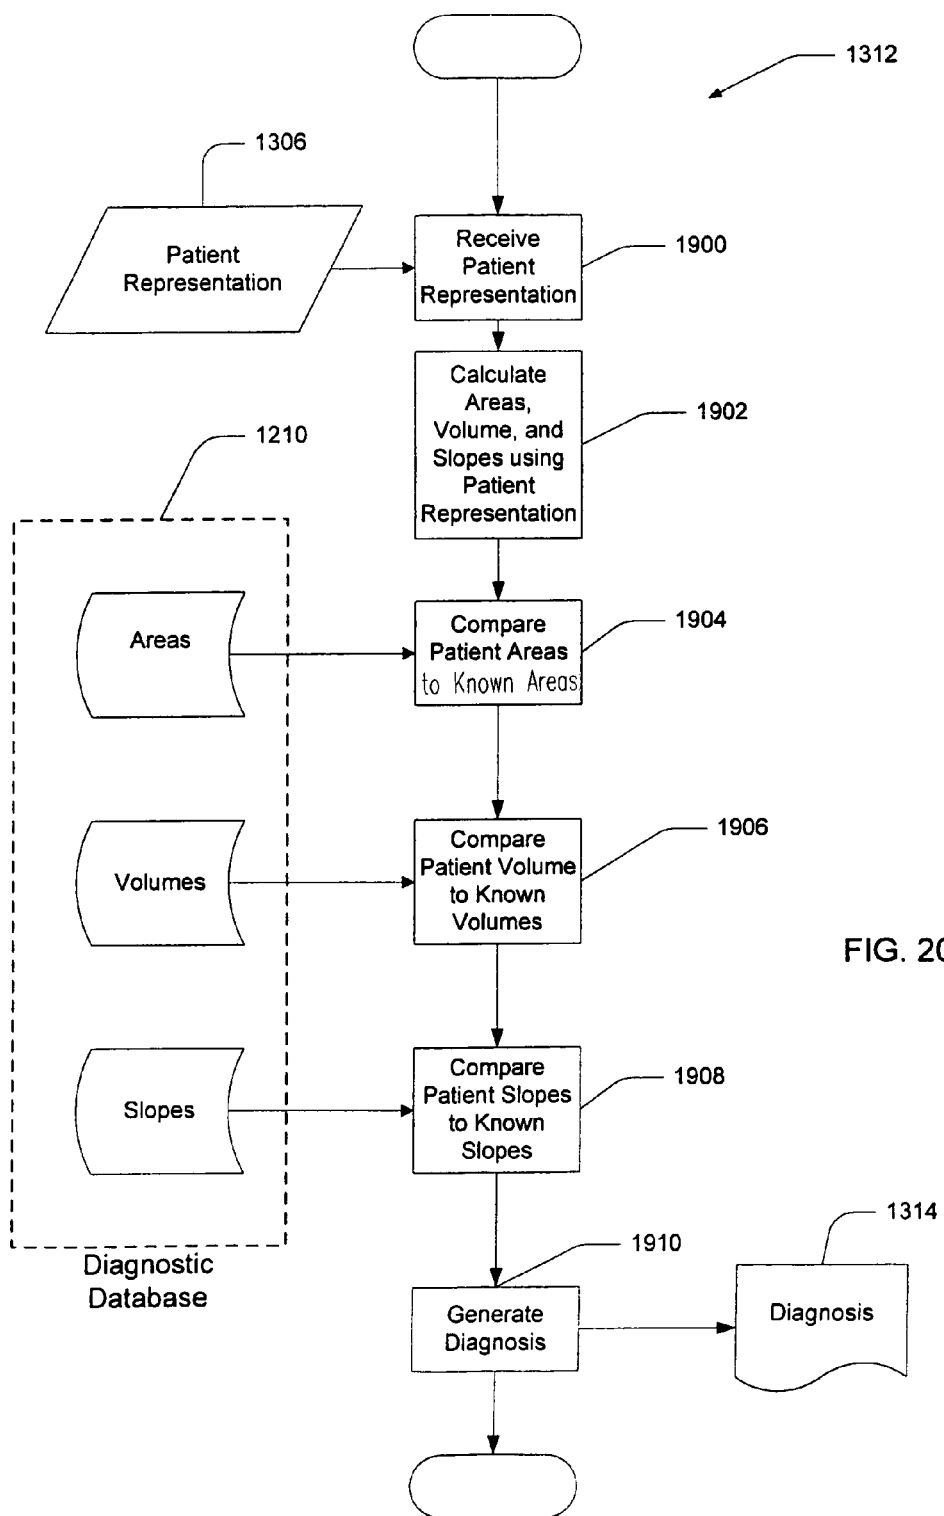 1312
1306
Patient
Representation
Receive
Patient
Representation
1900
Calculate
Areas,
Volume, and
Slopes using
Patient
Representation
1902
1210
Areas
Compare
Patient Areas
to Known Areas
1904
Volumes
Compare
Patient Volume
to Known
Volumes
1906
FIG. 20
Slopes
Compare
Patient Slopes
to Known
Slopes
1908
Diagnostic
Database
1910
Generate
Diagnosis
1314
Diagnosis